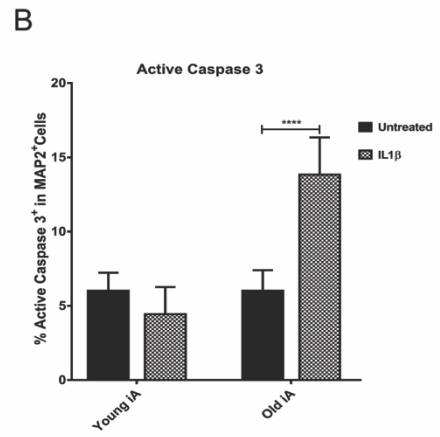 B
Active Caspase 3
% Active Caspase 3⁺ in MAP2⁺Cells
20
15
10
5
0
****
Untreated
IL1β
Young iA
Old iA